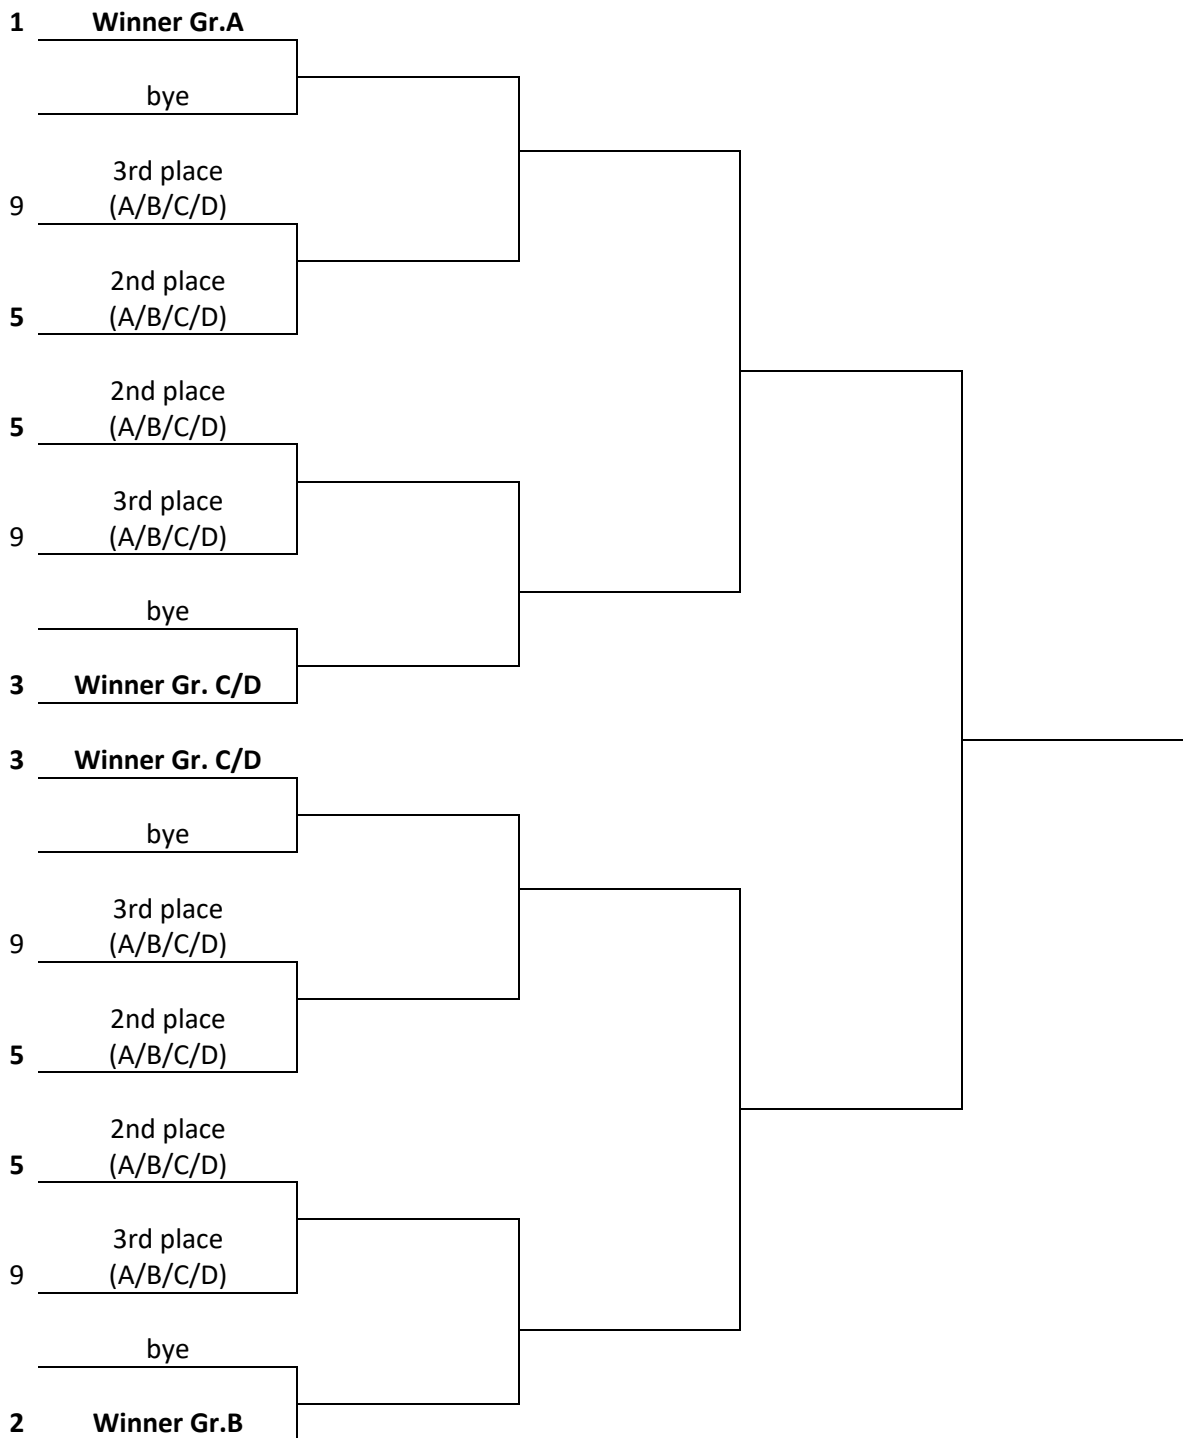 1 Winner Gr.A
bye
3rd place
9 (A/B/C/D)
2nd place
5 (A/B/C/D)
2nd place
5 (A/B/C/D)
3rd place
9 (A/B/C/D)
bye
3 Winner Gr. C/D
3 Winner Gr. C/D
bye
3rd place
9 (A/B/C/D)
2nd place
5 (A/B/C/D)
2nd place
5 (A/B/C/D)
3rd place
9 (A/B/C/D)
bye
2 Winner Gr.B